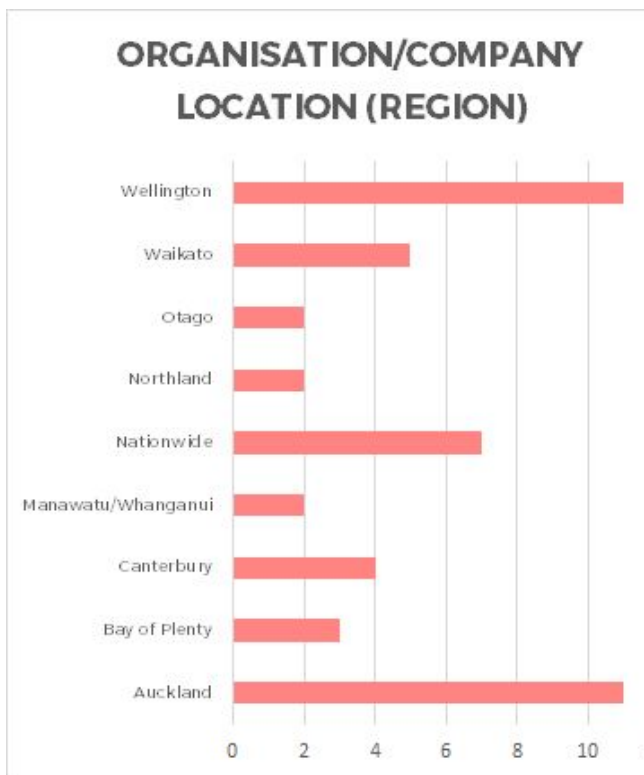 ORGANISATION/COMPANY
LOCATION (REGION)
Wellington
Waikato
Otago
Northland
Nationwide
Manawatu/Whanganui
Canterbury
Bay of Plenty
Auckland
0 2 4 6 8 10